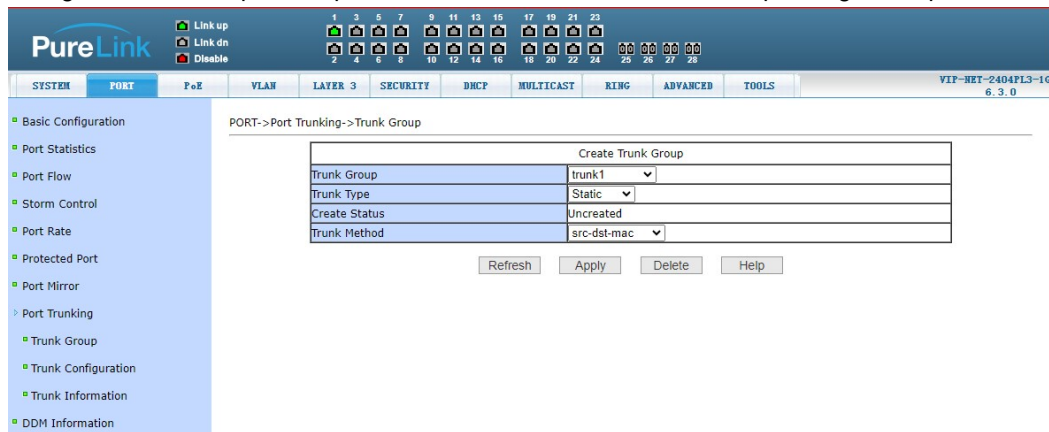 PureLink
Link up
Link dn
Disable
1 3 5 7 9 11 13 15 17 19 21 23
2 4 6 8 10 12 14 16 18 20 22 24 25 26 27 28
SYSTEM PORT PoE VLAN LAYER 3 SECURITY DHCP MULTICAST RING ADVANCED TOOLS
VIP-NET-2404PL3-1G
6.3.0
Basic Configuration
Port Statistics
Port Flow
Storm Control
Port Rate
Protected Port
Port Mirror
Port Trunking
Trunk Group
Trunk Configuration
Trunk Information
DDM Information
PORT->Port Trunking->Trunk Group
Create Trunk Group
Trunk Group trunk1
Trunk Type Static
Create Status Uncreated
Trunk Method src-dst-mac
Refresh Apply Delete Help